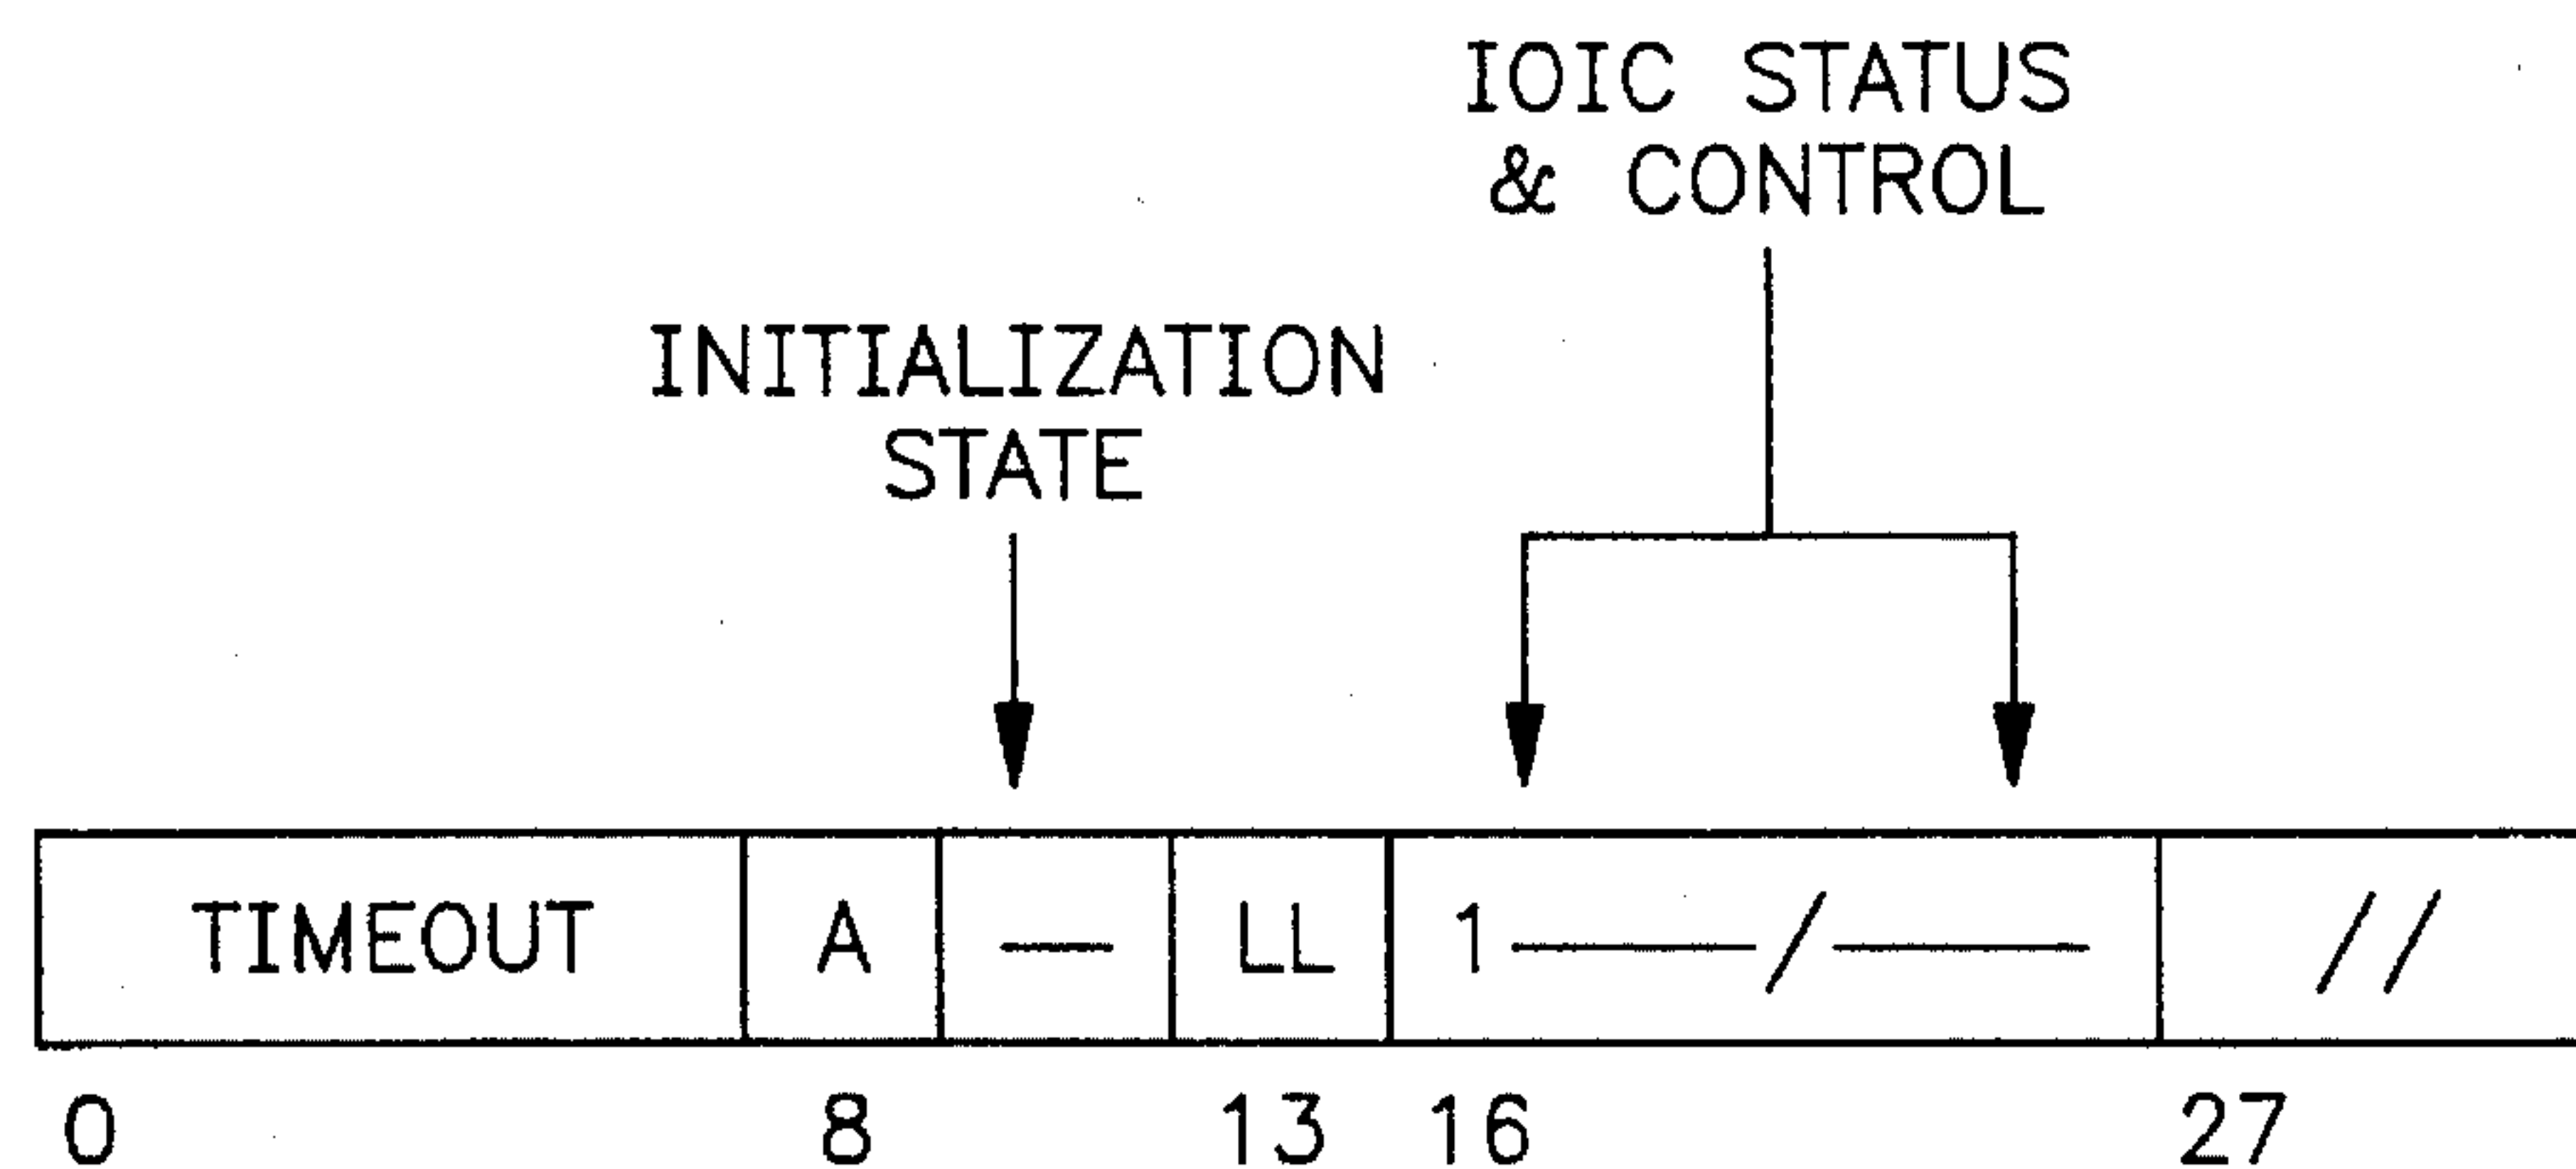 IOIC STATUS
& CONTROL
INITIALIZATION
STATE
TIMEOUT A — LL 1——/—— //
0 8 13 16 27